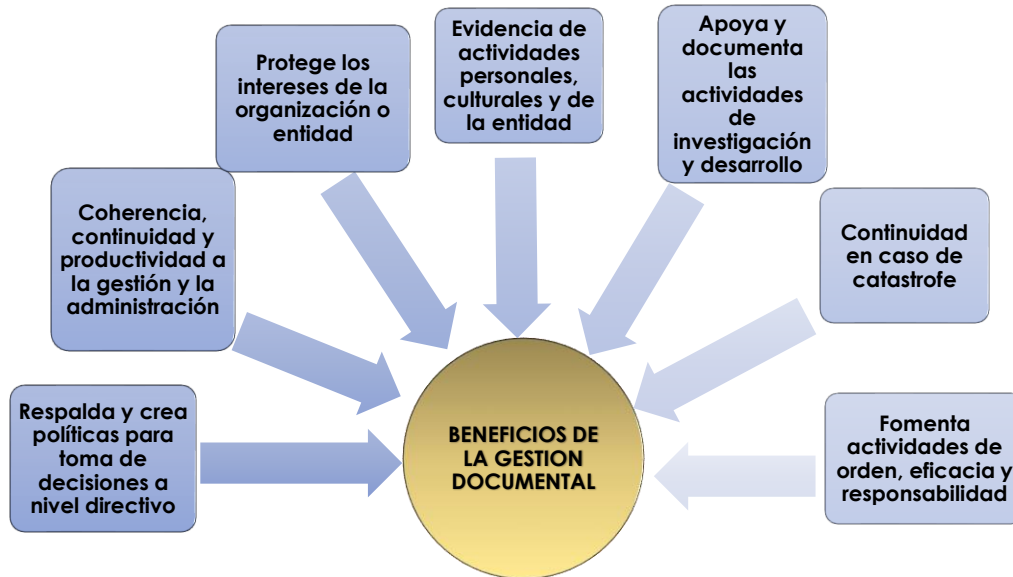 Respalda y crea
políticas para
toma de
decisiones a
nivel directivo
Coherencia,
continuidad y
productividad a
la gestión y la
administración
Protege los
intereses de la
organización o
entidad
Evidencia de
actividades
personales,
culturales y de
la entidad
Apoya y
documenta
las
actividades
de
investigación
y desarrollo
Continuidad
en caso de
catastrofe
Fomenta
actividades de
orden, eficacia y
responsabilidad
BENEFICIOS DE
LA GESTION
DOCUMENTAL